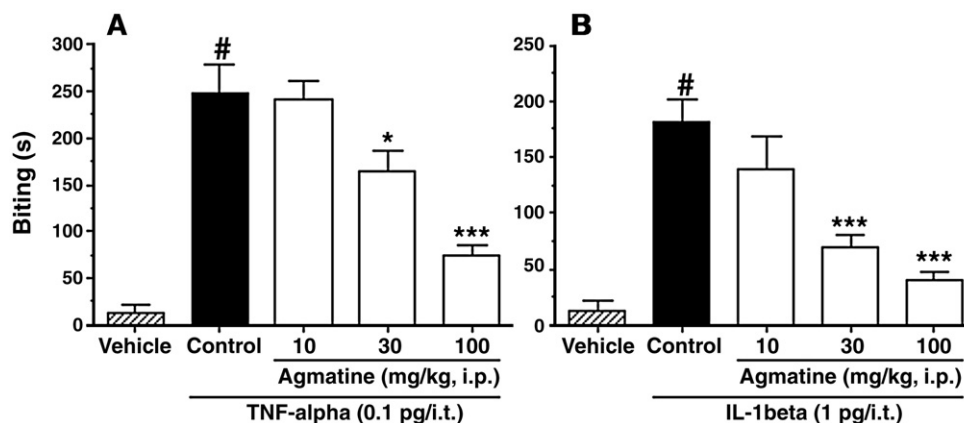 A
B
Biting (s)
300
250
200
150
100
50
0
#
*
***
Vehicle Control 10 30 100
Agmatine (mg/kg, i.p.)
TNF-alpha (0.1 pg/i.t.)
250
200
150
100
50
0
#
***
***
Vehicle Control 10 30 100
Agmatine (mg/kg, i.p.)
IL-1beta (1 pg/i.t.)